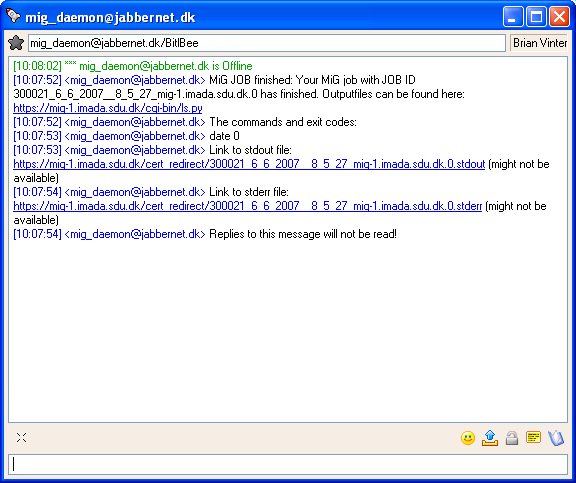 mig_daemon@jabbernet.dk
mig_daemon@jabbernet.dk/BitlBee
Brian Vinter
[10:08:02] *** mig_daemon@jabbernet.dk is Offline
[10:07:52] <mig_daemon@jabbernet.dk> MiG JOB finished: Your MiG job with JOB ID
300021_6_6_2007__8_5_27_mig-1.imada.sdu.dk.0 has finished. Outputfiles can be found here:
https://mig-1.imada.sdu.dk/cgi-bin/ls.py
[10:07:52] <mig_daemon@jabbernet.dk> The commands and exit codes:
[10:07:53] <mig_daemon@jabbernet.dk> date 0
[10:07:53] <mig_daemon@jabbernet.dk> Link to stdout file:
https://mig-1.imada.sdu.dk/cert_redirect/300021_6_6_2007__8_5_27_mig-1.imada.sdu.dk.0.stdout (might not be
available)
[10:07:54] <mig_daemon@jabbernet.dk> Link to stderr file:
https://mig-1.imada.sdu.dk/cert_redirect/300021_6_6_2007__8_5_27_mig-1.imada.sdu.dk.0.stderr (might not be
available)
[10:07:54] <mig_daemon@jabbernet.dk> Replies to this message will not be read!